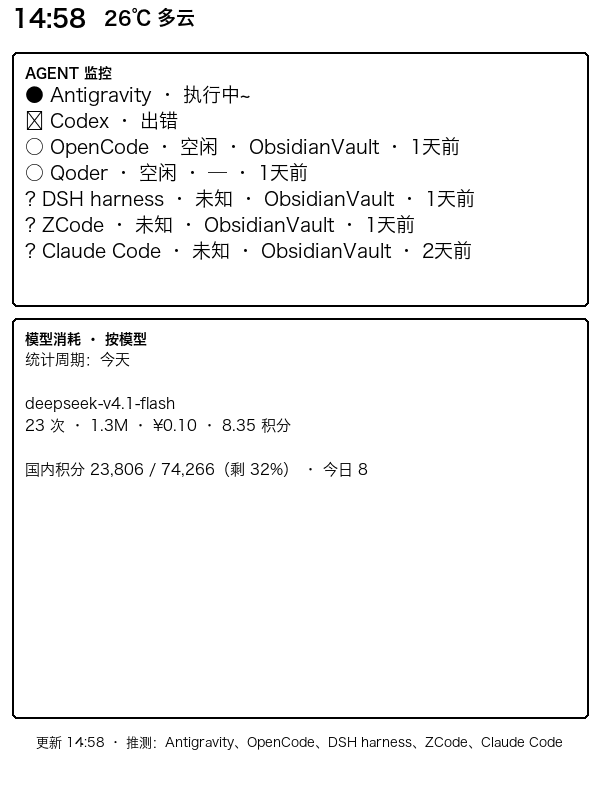 14:58 26℃ 多云
AGENT 监控
● Antigravity · 执行中~
☒ Codex · 出错
○ OpenCode · 空闲 · ObsidianVault · 1天前
○ Qoder · 空闲 · — · 1天前
? DSH harness · 未知 · ObsidianVault · 1天前
? ZCode · 未知 · ObsidianVault · 1天前
? Claude Code · 未知 · ObsidianVault · 2天前
模型消耗 · 按模型
统计周期：今天
deepseek-v4.1-flash
23 次 · 1.3M · ¥0.10 · 8.35 积分
国内积分 23,806 / 74,266（剩 32%） · 今日 8
更新 14:58 · 推测：Antigravity、OpenCode、DSH harness、ZCode、Claude Code